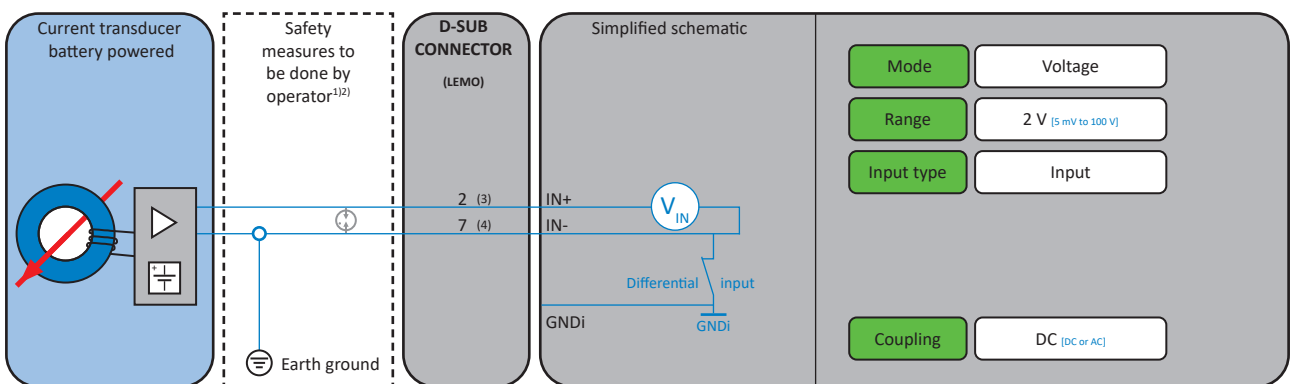 Current transducer
battery powered
Safety
measures to
be done by
operator1)2)
D-SUB
CONNECTOR
(LEMO)
Simplified schematic
Mode
Voltage
Range
2 V [5 mV to 100 V]
Input type
Input
2 (3)
IN+
VIN
7 (4)
IN-
Differential input
GNDi
GNDi
Coupling
DC [DC or AC]
Earth ground